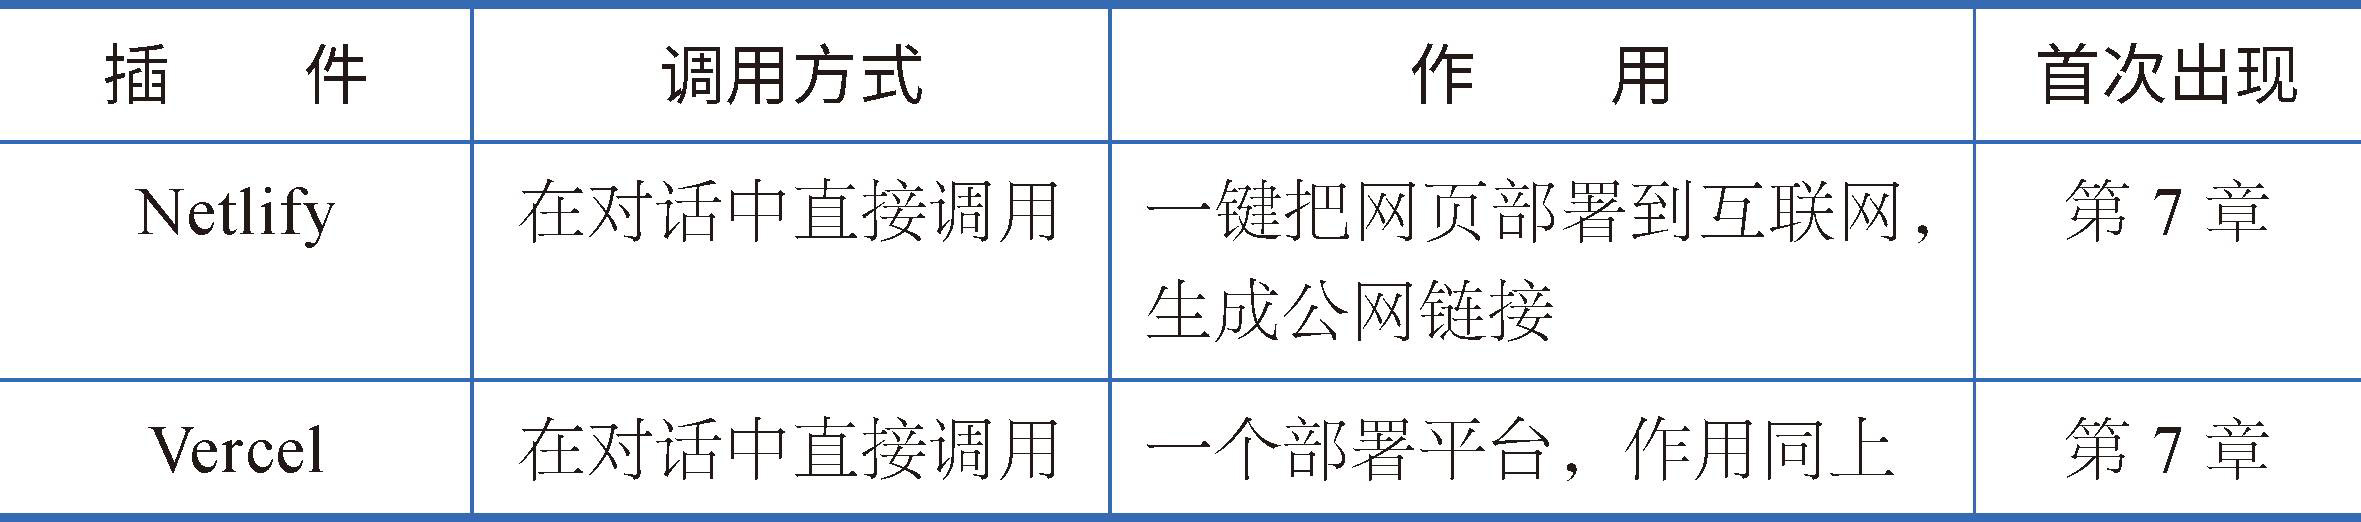 插 件 调用方式 作 用 首次出现
Netlify 在对话中直接调用 一键把网页部署到互联网， 第 7 章
生成公网链接
Vercel 在对话中直接调用 一个部署平台，作用同上 第 7 章